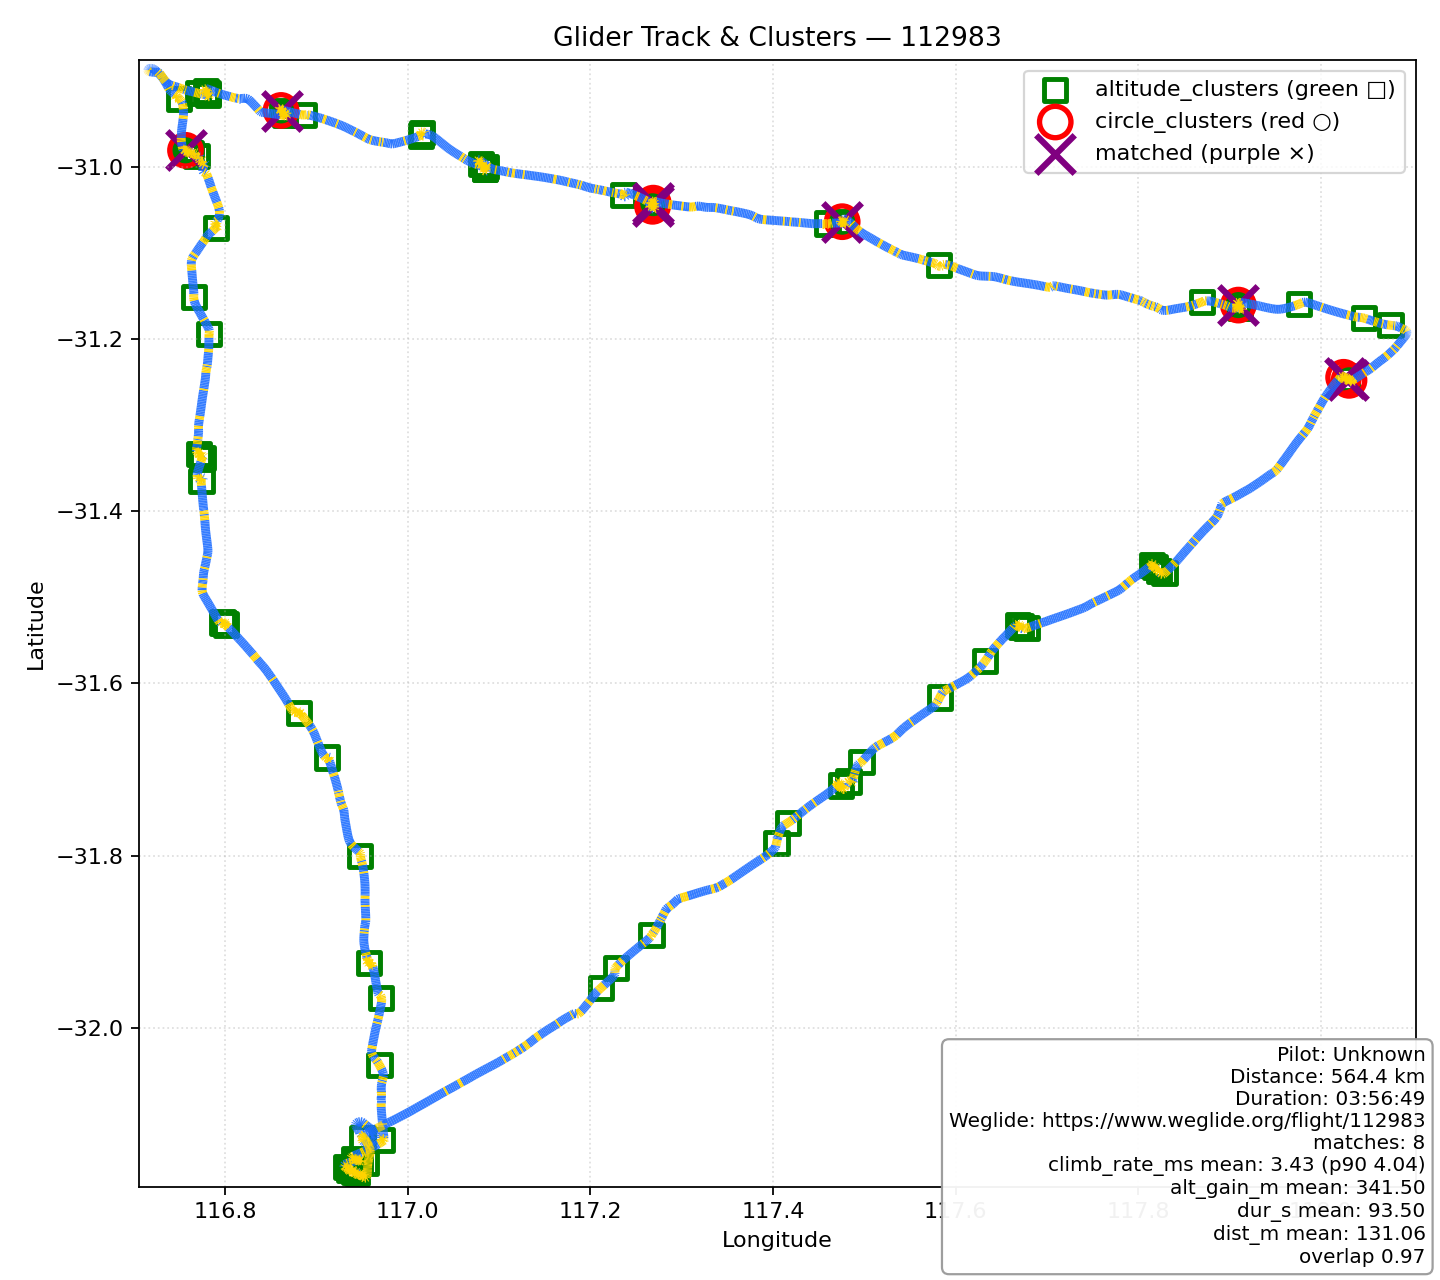 Glider Track & Clusters — 112983
altitude_clusters (green □)
circle_clusters (red ○)
matched (purple ×)
Latitude
−31.0
−31.2
−31.4
−31.6
−31.8
−32.0
116.8
117.0
117.2
117.4
117.6
117.8
Longitude
Pilot: Unknown
Distance: 564.4 km
Duration: 03:56:49
Weglide: https://www.weglide.org/flight/112983
matches: 8
climb_rate_ms mean: 3.43 (p90 4.04)
alt_gain_m mean: 341.50
dur_s mean: 93.50
dist_m mean: 131.06
overlap 0.97